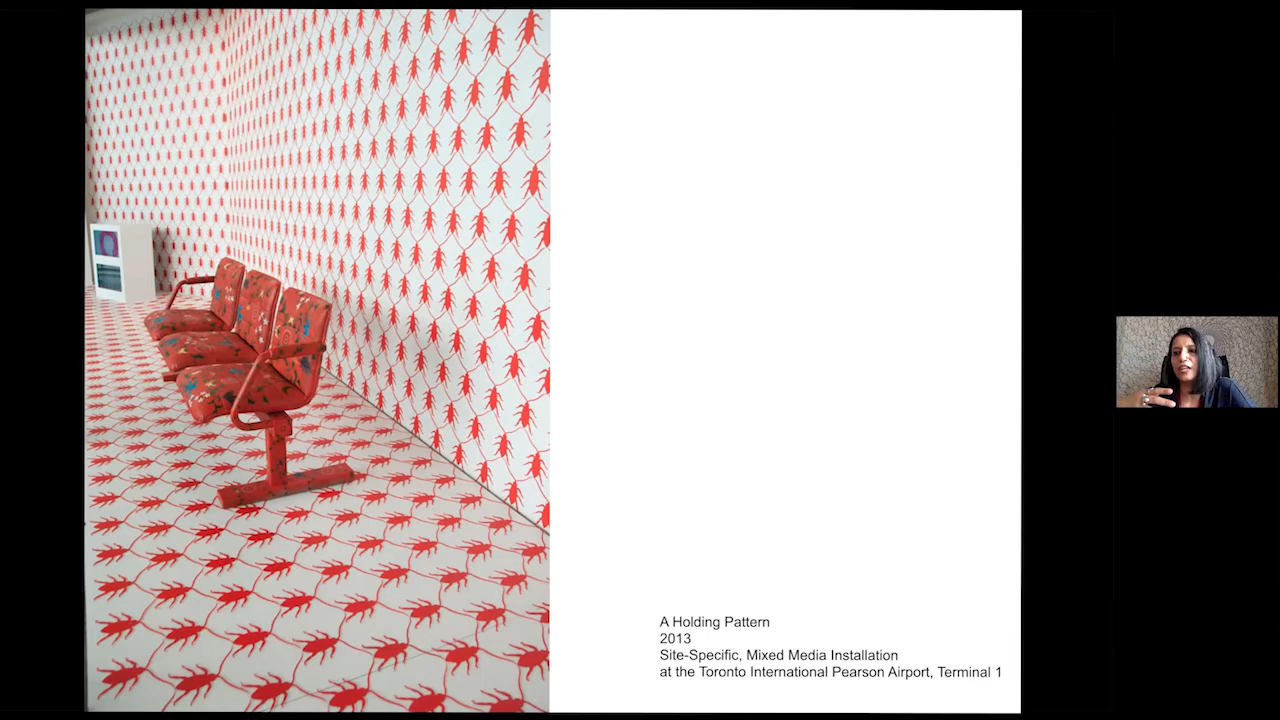 A Holding Pattern
2013
Site-Specific, Mixed Media Installation
at the Toronto International Pearson Airport, Terminal 1